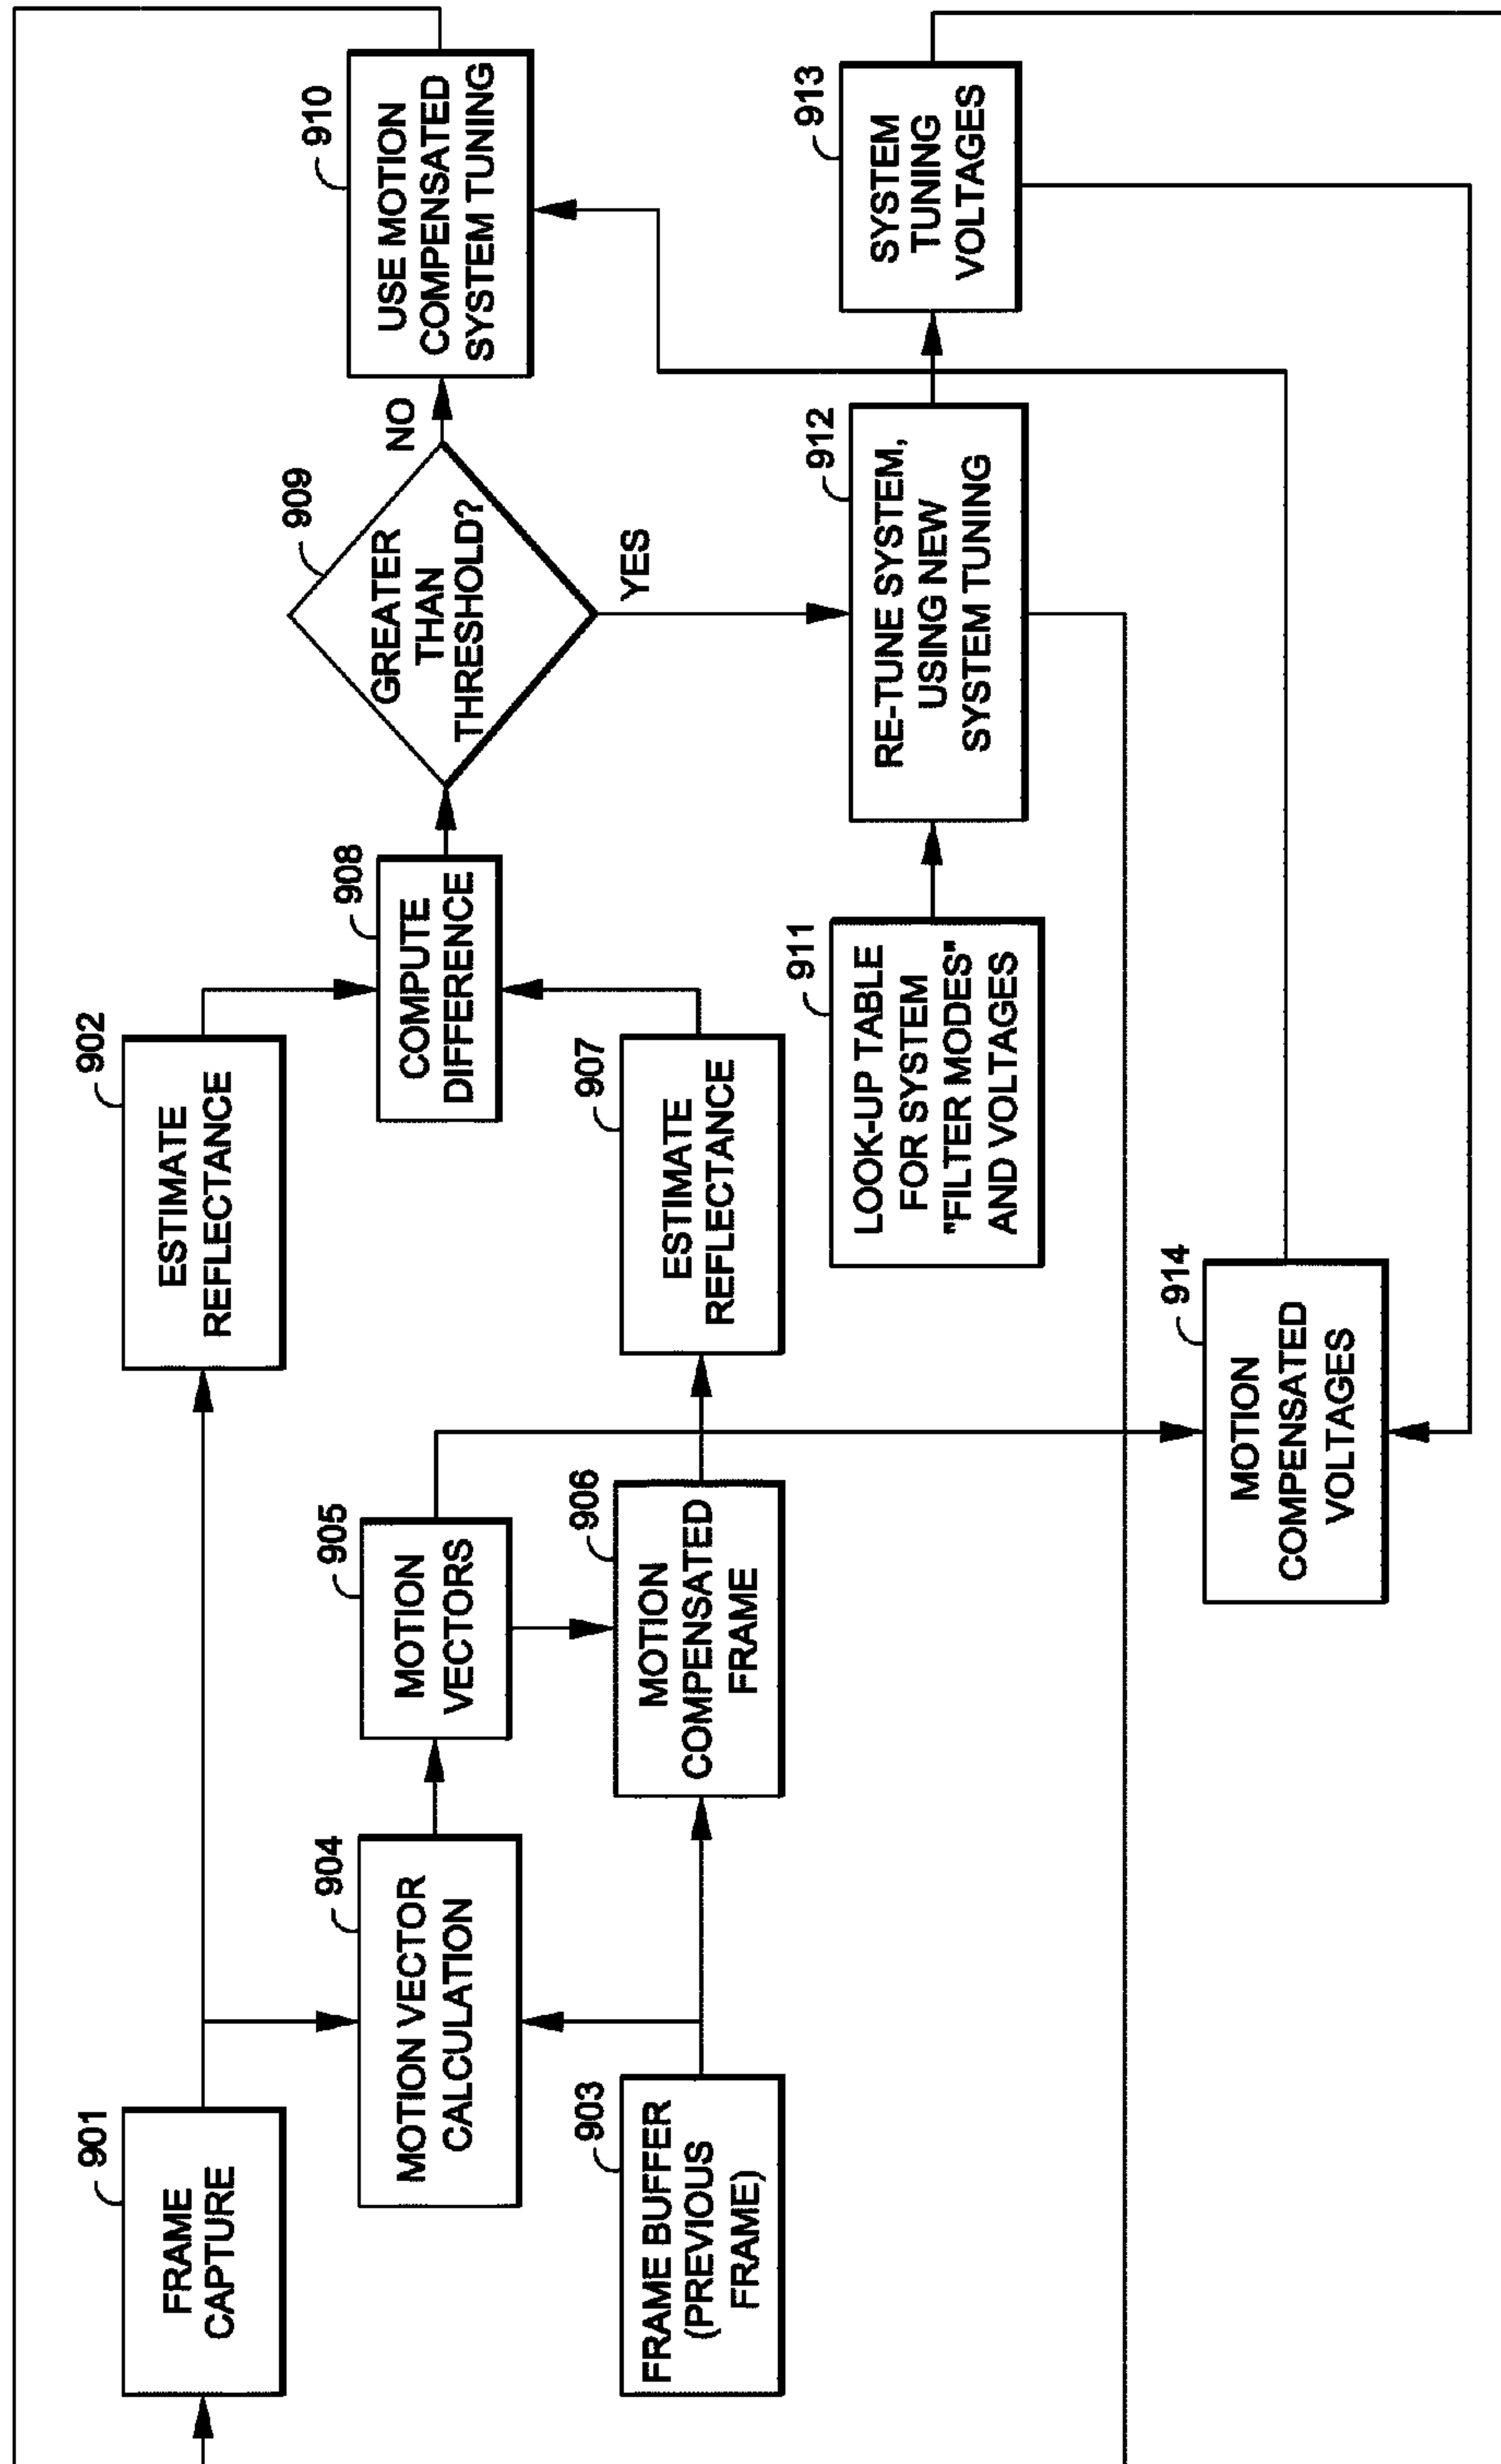 901
FRAME
CAPTURE
902
ESTIMATE
REFLECTANCE
903
FRAME BUFFER
(PREVIOUS
FRAME)
904
MOTION VECTOR
CALCULATION
905
MOTION
VECTORS
906
MOTION
COMPENSATED
FRAME
907
ESTIMATE
REFLECTANCE
908
COMPUTE
DIFFERENCE
909
GREATER
THAN
THRESHOLD?
NO
YES
910
USE MOTION
COMPENSATED
SYSTEM TUNING
911
LOOK-UP TABLE
FOR SYSTEM
"FILTER MODES"
AND VOLTAGES
912
RE-TUNE SYSTEM,
USING NEW
SYSTEM TUNING
913
SYSTEM
TUNING
VOLTAGES
914
MOTION
COMPENSATED
VOLTAGES